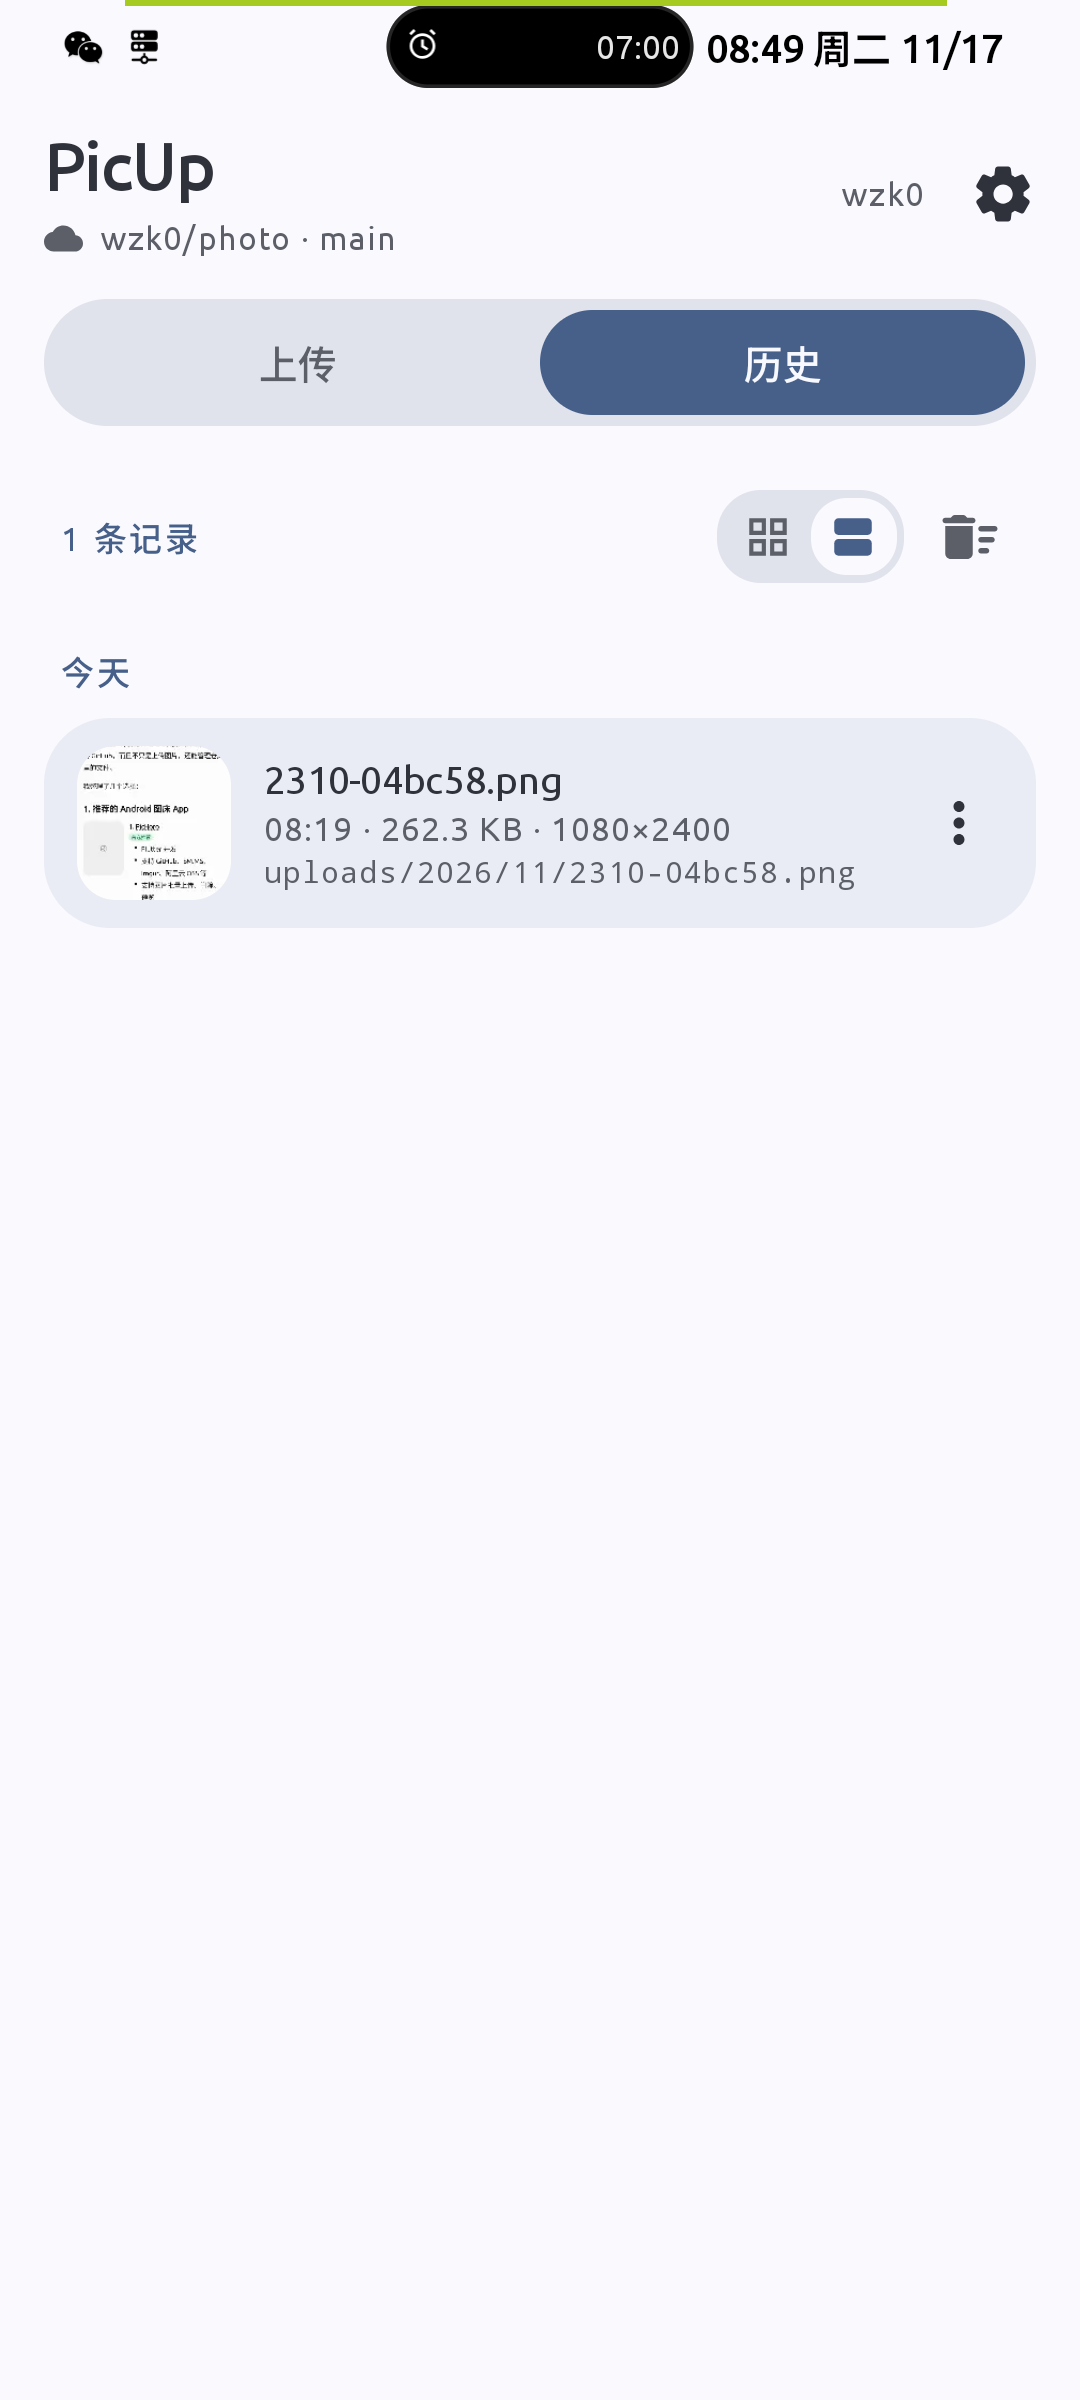 07:00
08:49 周二 11/17
PicUp
wzk0
wzk0/photo · main
上传
历史
1 条记录
今天
1. 推荐的 Android 图床 App
2310-04bc58.png
08:19 · 262.3 KB · 1080×2400
uploads/2026/11/2310-04bc58.png